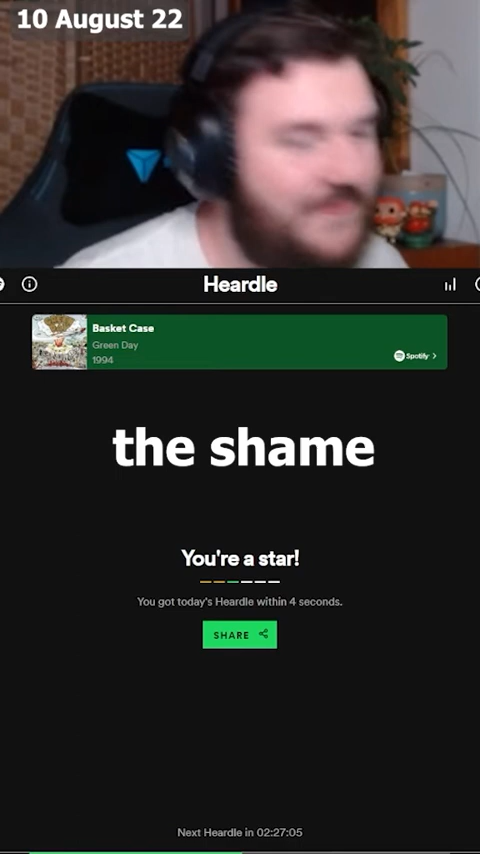 10 August 22
Heardle
Basket Case
Green Day
1994
Spotify
the shame
You're a star!
You got today's Heardle within 4 seconds.
SHARE
Next Heardle in 02:27:05